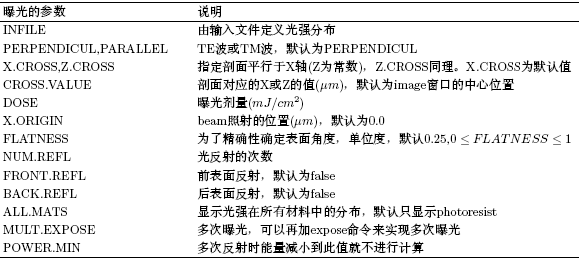 曝光的参数 说明
INFILE 由输入文件定义光强分布
PERPENDICUL,PARALLEL TE波或TM波，默认为PERPENDICUL
X.CROSS,Z.CROSS 指定剖面平行于X轴(Z为常数)，Z.CROSS同理。X.CROSS为默认值
CROSS.VALUE 剖面对应的X或Z的值(μm)，默认为image窗口的中心位置
DOSE 曝光剂量(mJ/cm²)
X.ORIGIN beam照射的位置(μm)，默认为0.0
FLATNESS 为了精确性确定表面角度，单位度，默认0.25,0 ≤ FLATNESS ≤ 1
NUM.REFL 光反射的次数
FRONT.REFL 前表面反射，默认为false
BACK.REFL 后表面反射，默认为false
ALL.MATS 显示光强在所有材料中的分布，默认只显示photoresist
MULT.EXPOSE 多次曝光，可以再加expose命令来实现多次曝光
POWER.MIN 多次反射时能量减小到此值就不进行计算